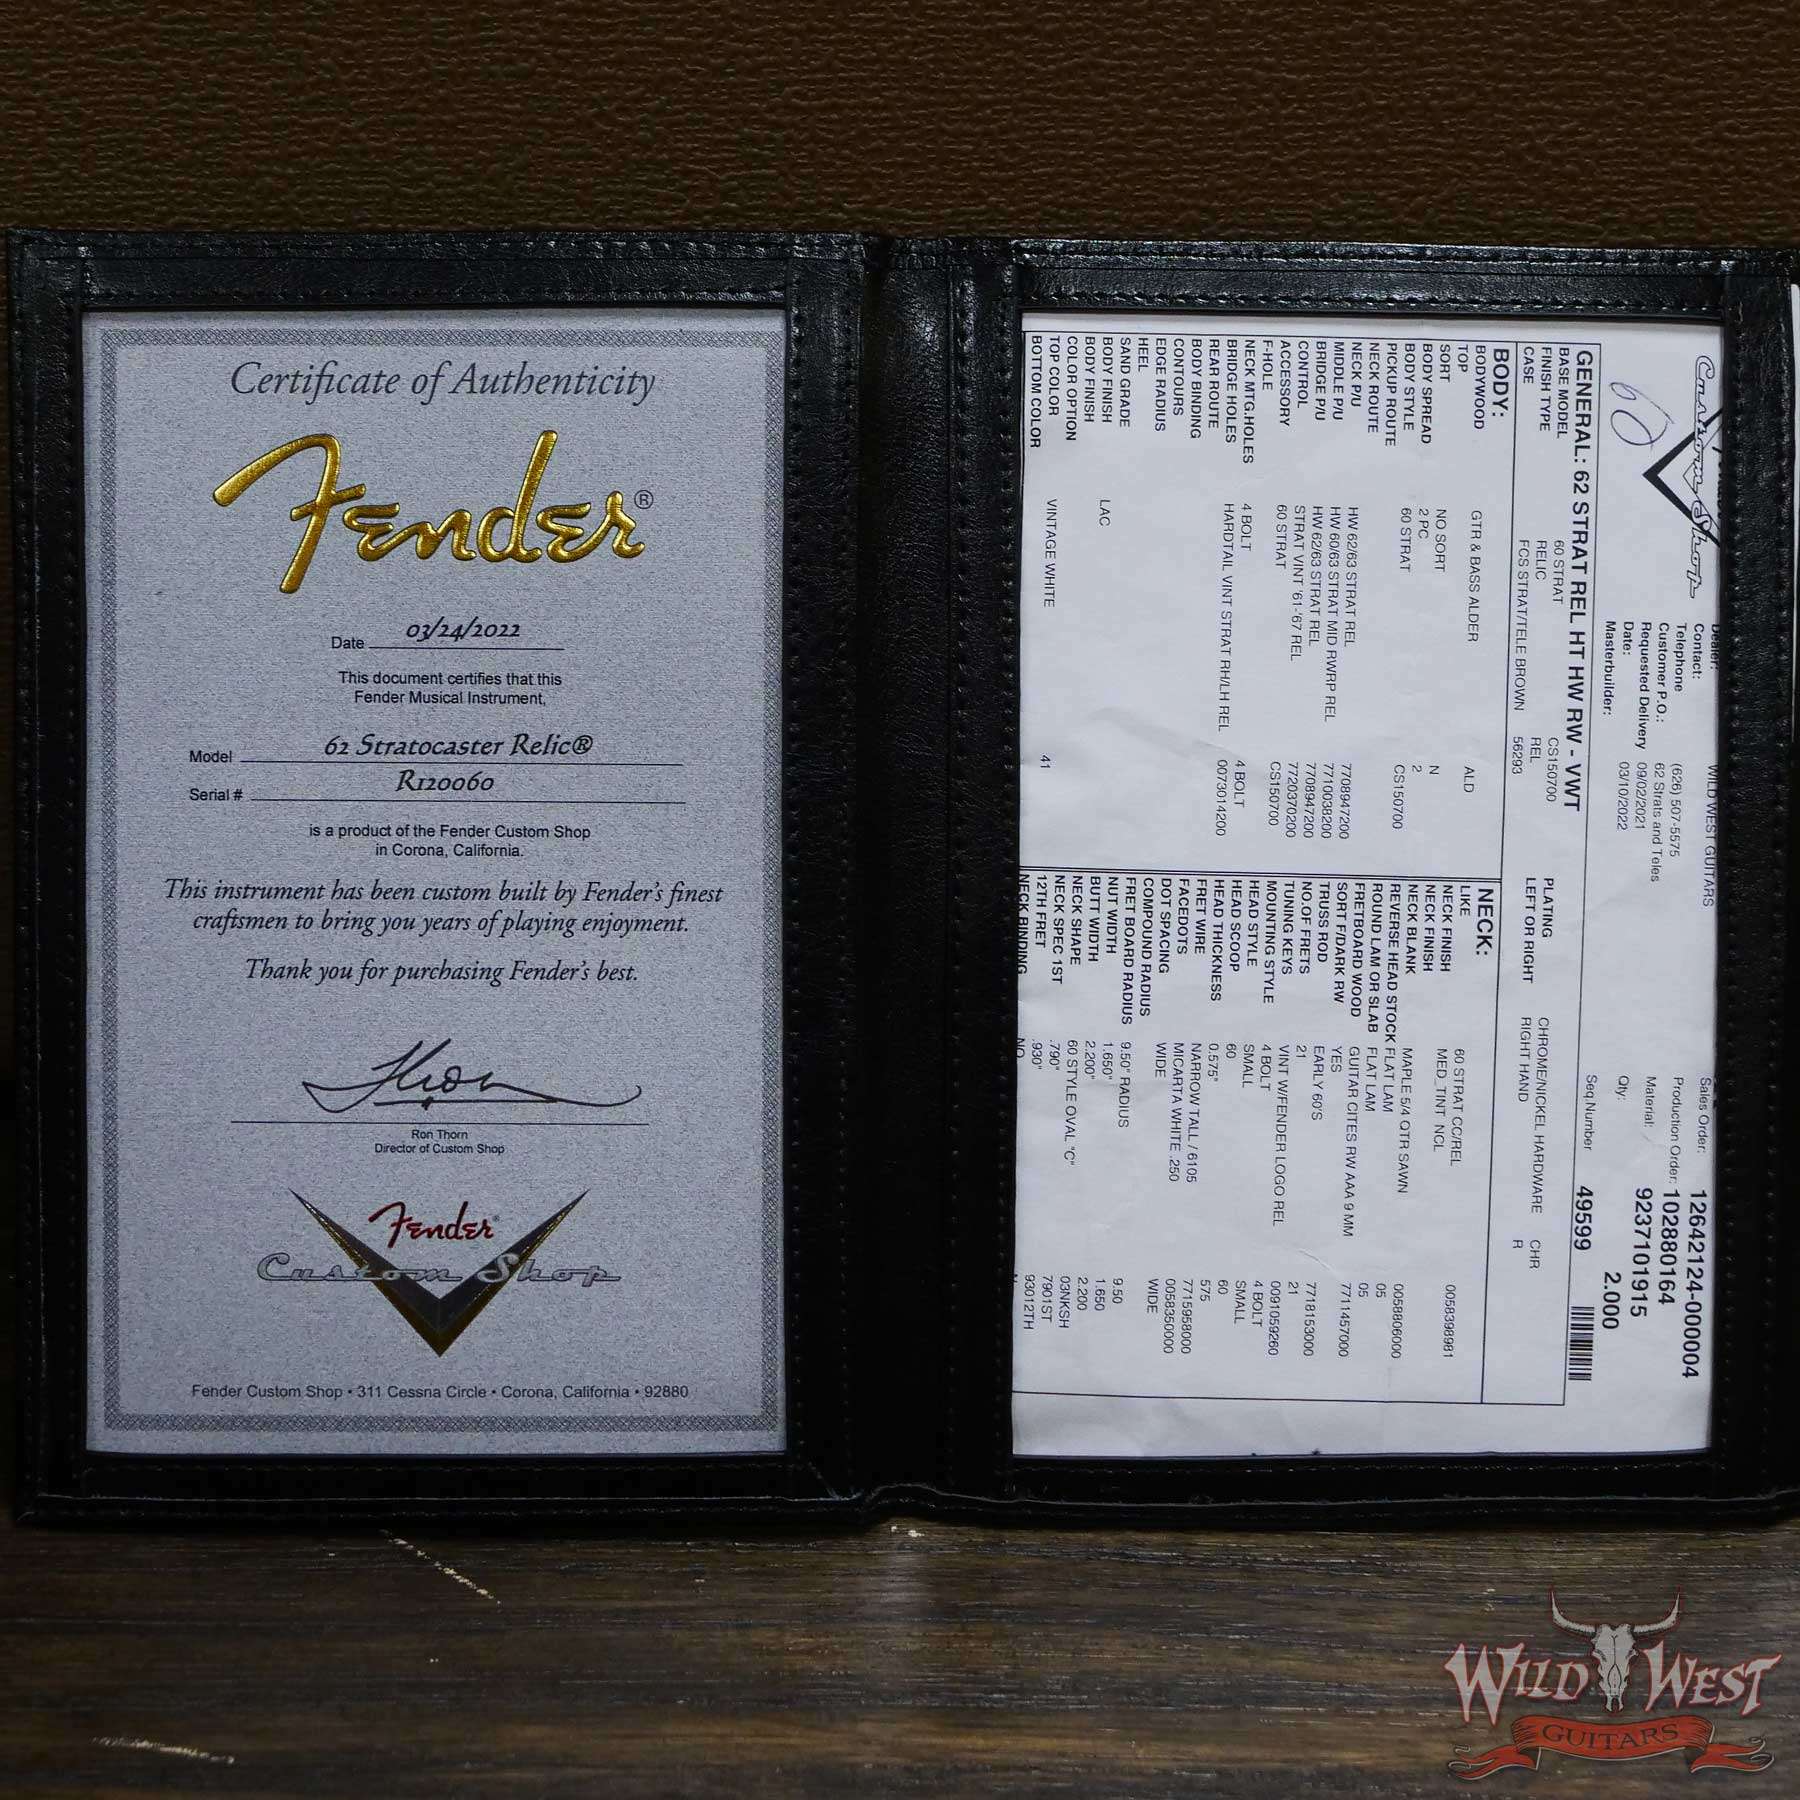 Certificate of Authenticity
Fender®
Date 03/24/2022
This document certifies that this
Fender Musical Instrument,
Model 62 Stratocaster Relic®
Serial # R120060
is a product of the Fender Custom Shop
in Corona, California.
This instrument has been custom built by Fender's finest
craftsmen to bring you years of playing enjoyment.
Thank you for purchasing Fender's best.
Ron Thorn
Director of Custom Shop
Fender®
Custom Shop
Fender Custom Shop • 311 Cessna Circle • Corona, California • 92880
Custom Shop
60
Dealer: WILD WEST GUITARS
Contact:
Telephone (626) 507-5575
Customer P.O.: 62 Strats and Teles
Requested Delivery 09/02/2021
Date: 03/10/2022
Masterbuilder:
Sales Order: 12642124-000004
Production Order: 102880164
Material: 9237101915
Qty: 2.000
GENERAL: 62 STRAT REL HT HW RW - VWT
Seq.Number 49599
BASE MODEL 60 STRAT CS150700 PLATING CHROME/NICKEL HARDWARE CHR
FINISH TYPE RELIC REL LEFT OR RIGHT RIGHT HAND R
CASE FCS STRAT/TELE BROWN 56293
BODY:
BODYWOOD GTR & BASS ALDER ALD
TOP
SORT NO SORT N
BODY SPREAD 2 PC 2
BODY STYLE 60 STRAT CS150700
PICKUP ROUTE
NECK ROUTE
NECK P/U HW 62/63 STRAT REL 7708947200
MIDDLE P/U HW 60/63 STRAT MID RWRP REL 7710038200
BRIDGE P/U HW 62/63 STRAT REL 7708947200
CONTROL STRAT VINT '61-'67 REL 7720370200
ACCESSORY 60 STRAT CS150700
F-HOLE
NECK MTG.HOLES 4 BOLT 4 BOLT
BRIDGE HOLES HARDTAIL VINT STRAT RH/LH REL 0073014200
REAR ROUTE
BODY BINDING
CONTOURS
EDGE RADIUS
HEEL
SAND GRADE
BODY FINISH LAC
BODY FINISH
COLOR OPTION
TOP COLOR VINTAGE WHITE 41
BOTTOM COLOR
NECK:
LIKE 60 STRAT CC/REL 0058398981
NECK FINISH MED_TINT NCL
NECK FINISH
NECK BLANK MAPLE 5/4 QTR SAWN 0058806000
REVERSE HEAD STOCK FLAT LAM 05
ROUND LAM OR SLAB FLAT LAM 05
FRETBOARD WOOD GUITAR CITES RW AAA 9 MM 7711457000
SORT F/DARK RW YES
TRUSS ROD EARLY 60'S 7718153000
NO.OF FRETS 21 21
TUNING KEYS VINT W/FENDER LOGO REL 0091059260
MOUNTING STYLE 4 BOLT 4 BOLT
HEAD STYLE SMALL SMALL
HEAD SCOOP 60 60
HEAD THICKNESS 0.575" 575
FRET WIRE NARROW TALL / 6105 7715958000
FACEDOTS MICARTA WHITE .250 0058350000
DOT SPACING WIDE WIDE
COMPOUND RADIUS
FRET BOARD RADIUS 9.50" RADIUS 9.50
NUT WIDTH 1.650" 1.650
BUTT WIDTH 2.200" 2.200
NECK SHAPE 60 STYLE OVAL "C" 03NKSH
NECK SPEC 1ST .790" 7901ST
12TH FRET .930" 93012TH
NECK BINDING NO
WILD WEST
GUITARS